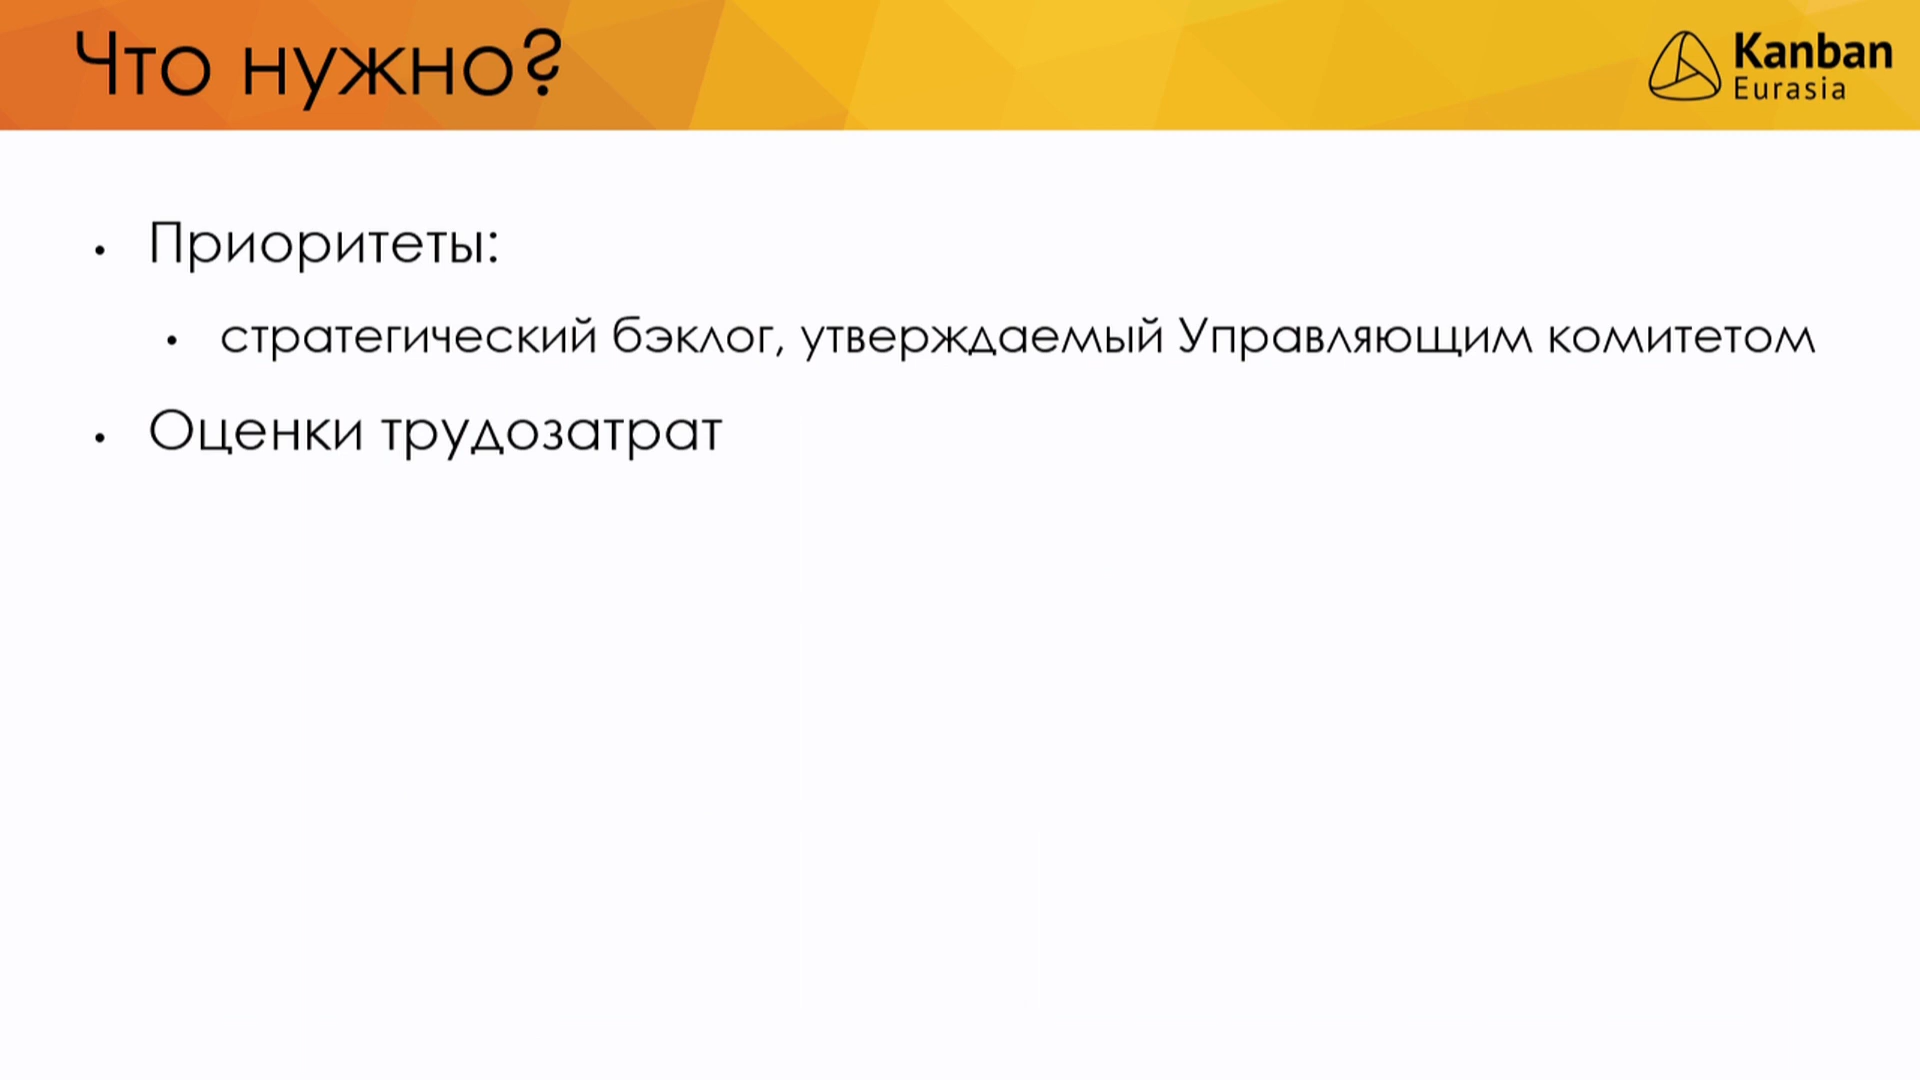 Что нужно?
Kanban
Eurasia
• Приоритеты:
• стратегический бэклог, утверждаемый Управляющим комитетом
• Оценки трудозатрат